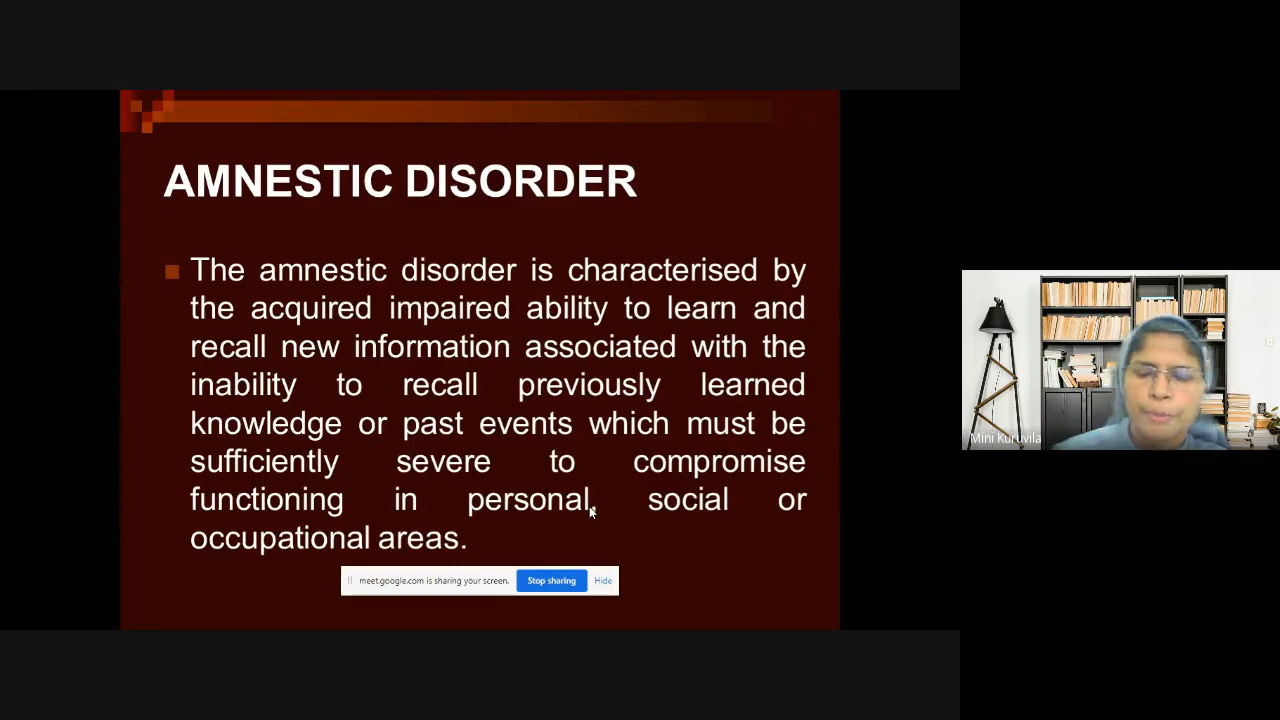 AMNESTIC DISORDER
The amnestic disorder is characterised by
the acquired impaired ability to learn and
recall new information associated with the
inability to recall previously learned
knowledge or past events which must be
sufficiently severe to compromise
functioning in personal, social or
occupational areas.
meet.google.com is sharing your screen. Stop sharing Hide
Mini Kuruvila